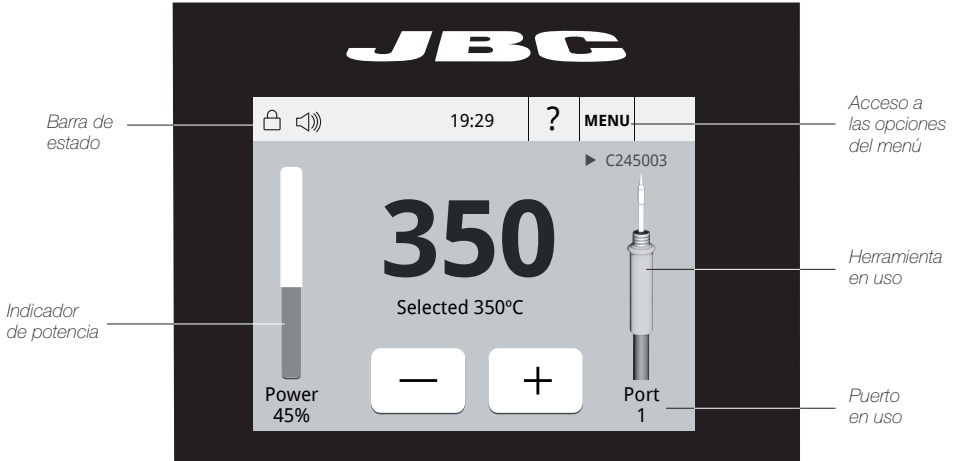 JBC
Barra de
estado
19:29
?
MENU
Acceso a
las opciones
del menú
C245003
350
Selected 350ºC
Herramienta
en uso
Indicador
de potencia
— +
Power
45%
Port
1
Puerto
en uso